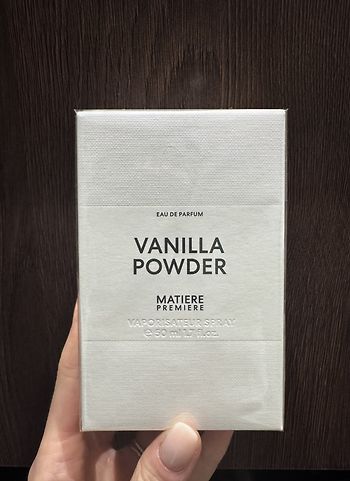 EAU DE PARFUM
VANILLA
POWDER
MATIERE
PREMIERE
VAPORISATEUR SPRAY
℮ 50 ml 1.7 fl.oz.